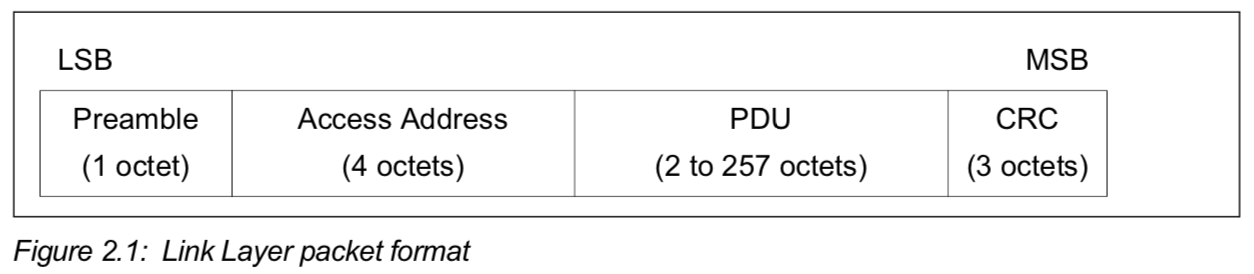 LSB MSB
Preamble Access Address PDU CRC
(1 octet) (4 octets) (2 to 257 octets) (3 octets)
Figure 2.1: Link Layer packet format